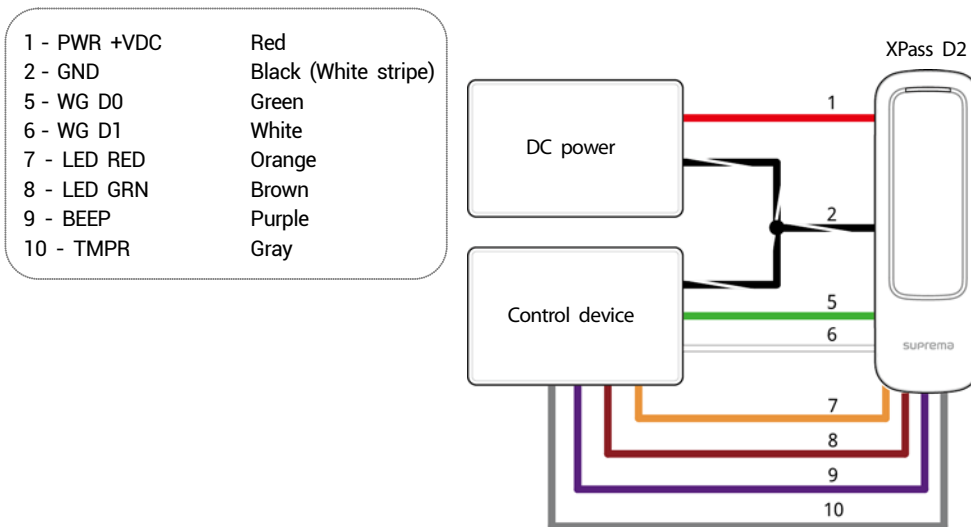 1 - PWR +VDC Red
2 - GND Black (White stripe)
5 - WG D0 Green
6 - WG D1 White
7 - LED RED Orange
8 - LED GRN Brown
9 - BEEP Purple
10 - TMPR Gray
XPass D2
DC power
1
2
Control device
5
6
suprema
7
8
9
10